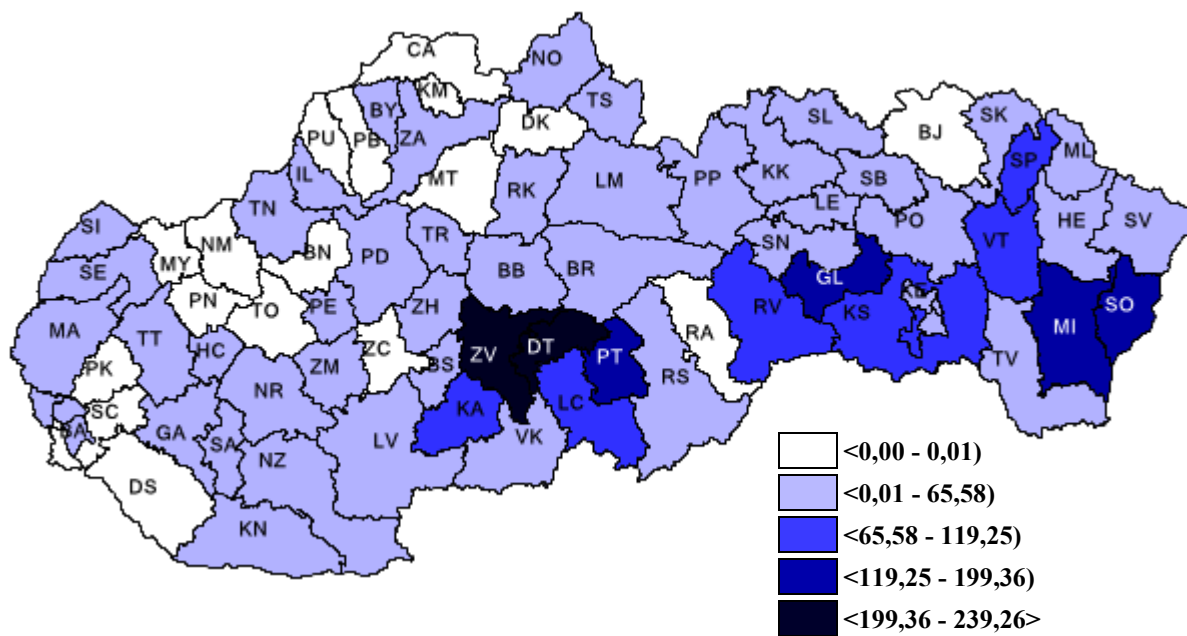 NO
CA
KM
TS
BY
DK
PU
PB
ZA
SL
BJ
SK
SP
ML
IL
MT
RK
LM
PP
KK
SB
LE
PO
HE
SV
TN
SI
NM
MY
BN
PD
TR
BB
BR
SN
VT
SE
PN
TO
PE
ZH
GL
RV
KS
KE
MI
SO
MA
TT
HC
ZM
ZC
BS
ZV
DT
PT
RA
RS
TV
PK
SC
NR
KA
LC
BA
GA
SA
NZ
LV
VK
DS
KN
<0,00 - 0,01)
<0,01 - 65,58)
<65,58 - 119,25)
<119,25 - 199,36)
<199,36 - 239,26>